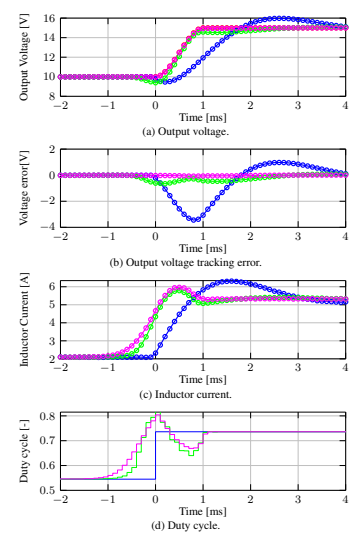 Output Voltage [V]
16
14
12
10
8
−2 −1 0 1 2 3 4
Time [ms]
(a) Output voltage.
Voltage error[V]
2
0
−2
−4
−2 −1 0 1 2 3 4
Time [ms]
(b) Output voltage tracking error.
Inductor Current [A]
6
5
4
3
2
−2 −1 0 1 2 3 4
Time [ms]
(c) Inductor current.
Duty cycle [-]
0.8
0.7
0.6
0.5
−2 −1 0 1 2 3 4
Time [ms]
(d) Duty cycle.